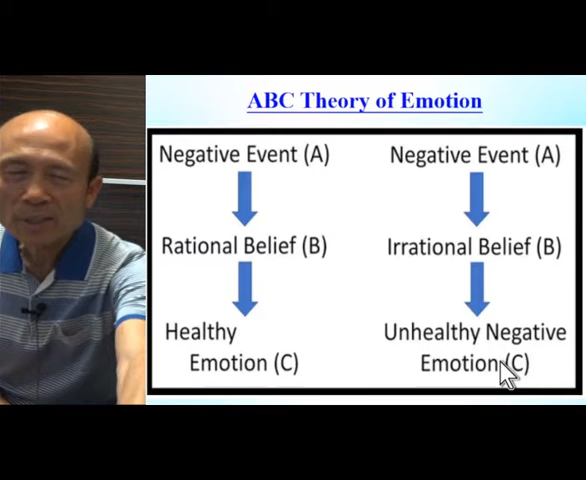 ABC Theory of Emotion
Negative Event (A)
Rational Belief (B)
Healthy
Emotion (C)
Negative Event (A)
Irrational Belief (B)
Unhealthy Negative
Emotion (C)